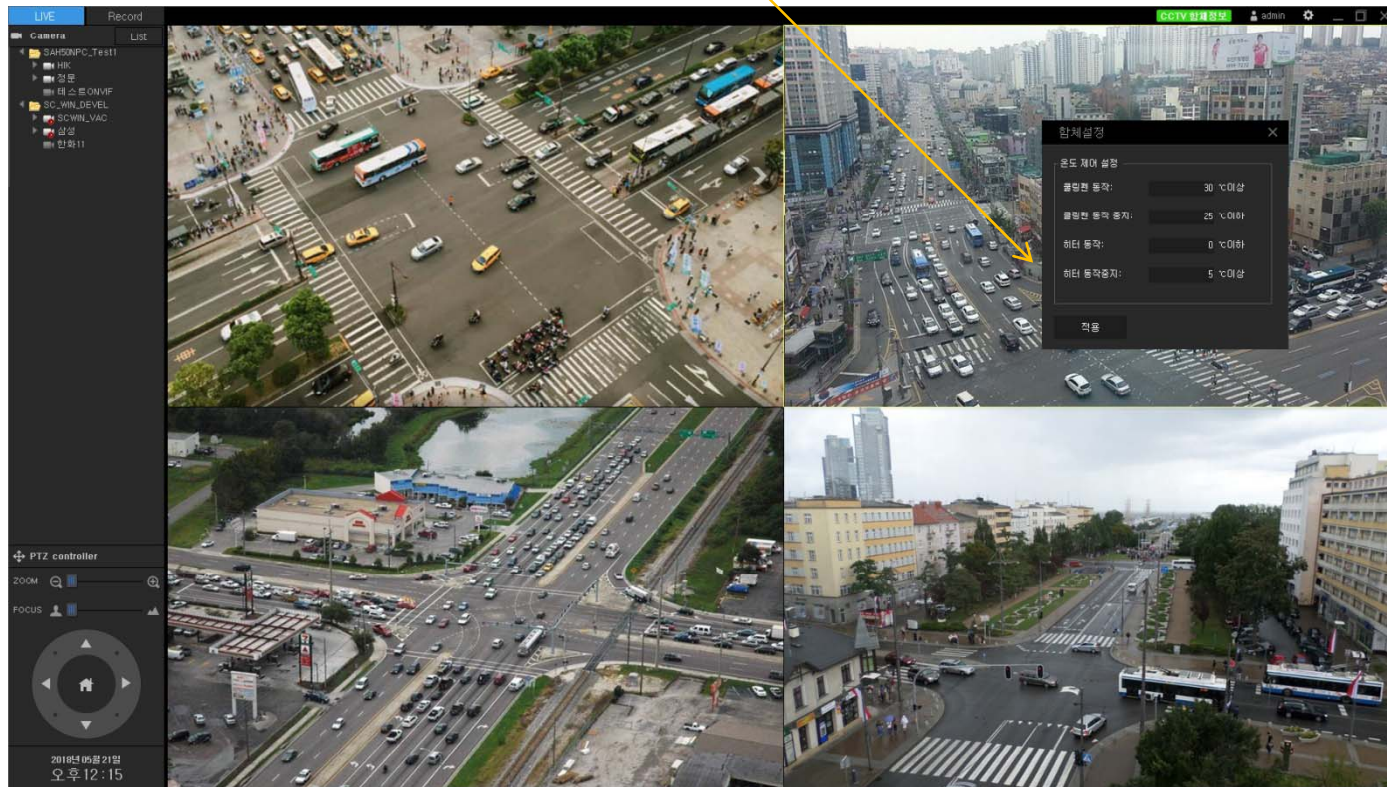 LIVE Record
CCTV 함체정보 admin
Camera List
SAH50NPC_Test1
HIK
정문
테스트ONVIF
SC_WIN_DEVEL
SCWIN_VAC
삼성
한화11
함체설정
온도 제어 설정
쿨링팬 동작: 30 ℃이상
쿨링팬 동작 중지: 25 ℃이하
히터 동작: 0 ℃이하
히터 동작중지: 5 ℃이상
적용
PTZ controller
ZOOM
FOCUS
2018년 05월 21일
오후 12:15